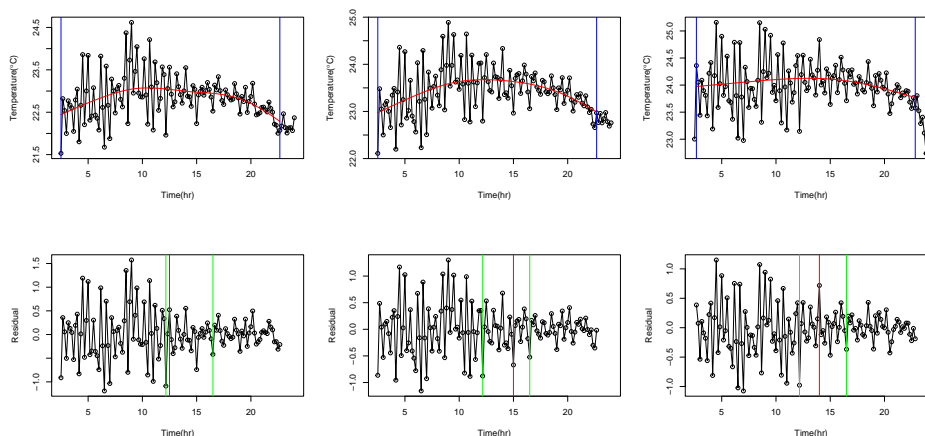 Temperature(°C)
21.5 22.5 23.5 24.5
5 10 15 20
Time(hr)
Temperature(°C)
22.0 23.0 24.0 25.0
5 10 15 20
Time(hr)
Temperature(°C)
23.0 23.5 24.0 24.5 25.0
5 10 15 20
Time(hr)
Residual
−1.0 0.0 0.5 1.0 1.5
5 10 15 20
Time(hr)
Residual
−1.0 0.0 0.5 1.0
5 10 15 20
Time(hr)
Residual
−1.0 −0.5 0.0 0.5 1.0
5 10 15 20
Time(hr)